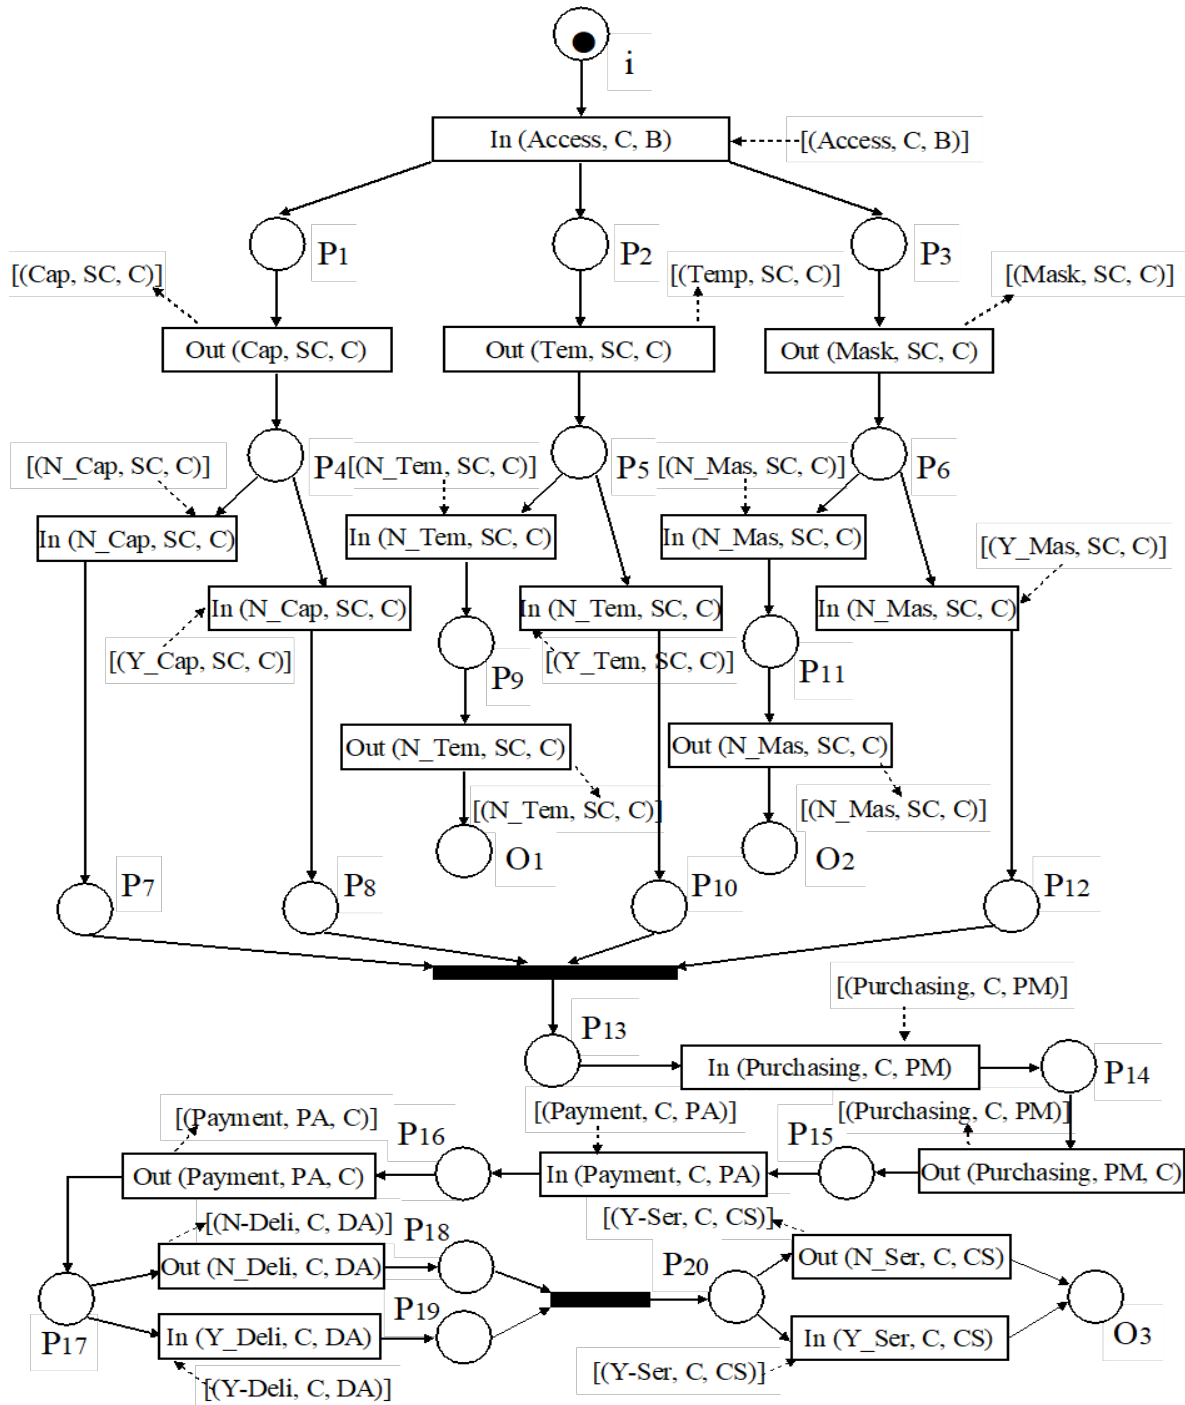 i
In (Access, C, B)
[(Access, C, B)]
P1
P2
P3
[(Cap, SC, C)]
[(Temp, SC, C)]
[(Mask, SC, C)]
Out (Cap, SC, C)
Out (Tem, SC, C)
Out (Mask, SC, C)
[(N_Cap, SC, C)]
P4
[(N_Tem, SC, C)]
P5
[(N_Mas, SC, C)]
P6
In (N_Cap, SC, C)
In (N_Tem, SC, C)
In (N_Mas, SC, C)
[(Y_Mas, SC, C)]
In (N_Cap, SC, C)
In (N_Tem, SC, C)
In (N_Mas, SC, C)
[(Y_Cap, SC, C)]
P9
[(Y_Tem, SC, C)]
P11
Out (N_Tem, SC, C)
Out (N_Mas, SC, C)
[(N_Tem, SC, C)]
[(N_Mas, SC, C)]
O1
O2
P7
P8
P10
P12
[(Purchasing, C, PM)]
P13
In (Purchasing, C, PM)
P14
[(Payment, PA, C)]
P16
[(Payment, C, PA)]
P15
[(Purchasing, C, PM)]
Out (Payment, PA, C)
In (Payment, C, PA)
Out (Purchasing, PM, C)
[(N-Deli, C, DA)]
P18
[(Y-Ser, C, CS)]
Out (N_Deli, C, DA)
P20
Out (N_Ser, C, CS)
P19
P17
In (Y_Deli, C, DA)
In (Y_Ser, C, CS)
O3
[(Y-Deli, C, DA)]
[(Y-Ser, C, CS)]